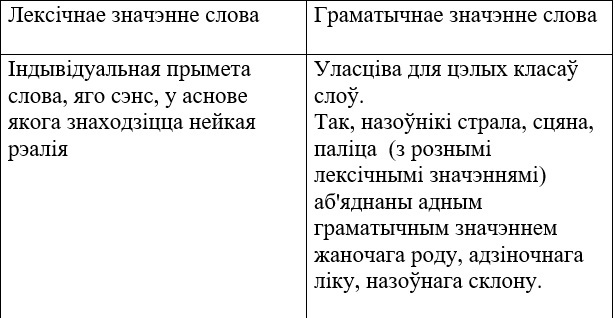 Лексічнае значэнне слова
Граматычнае значэнне слова
Індывідуальная прымета
слова, яго сэнс, у аснове
якога знаходзіцца нейкая
рэалія
Уласціва для цэлых класаў
слоў.
Так, назоўнікі страла, сцяна,
паліца (з рознымі
лексічнымі значэннямі)
аб'яднаны адным
граматычным значэннем
жаночага роду, адзіночнага
ліку, назоўнага склону.